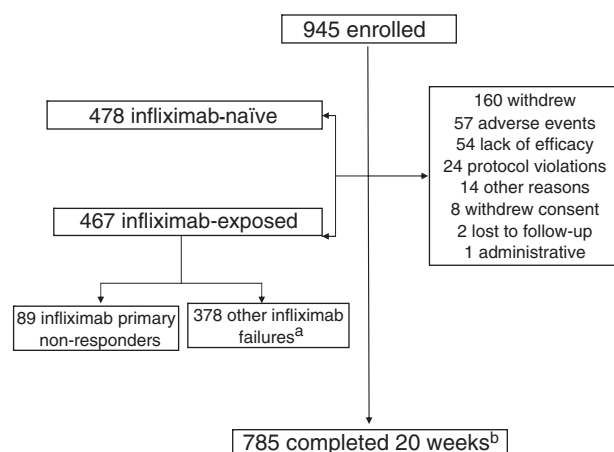 945 enrolled
478 infliximab-naïve
160 withdrew
57 adverse events
54 lack of efficacy
24 protocol violations
14 other reasons
8 withdrew consent
2 lost to follow-up
1 administrative
467 infliximab-exposed
89 infliximab primary
non-responders
378 other infliximab
failuresa
785 completed 20 weeksb